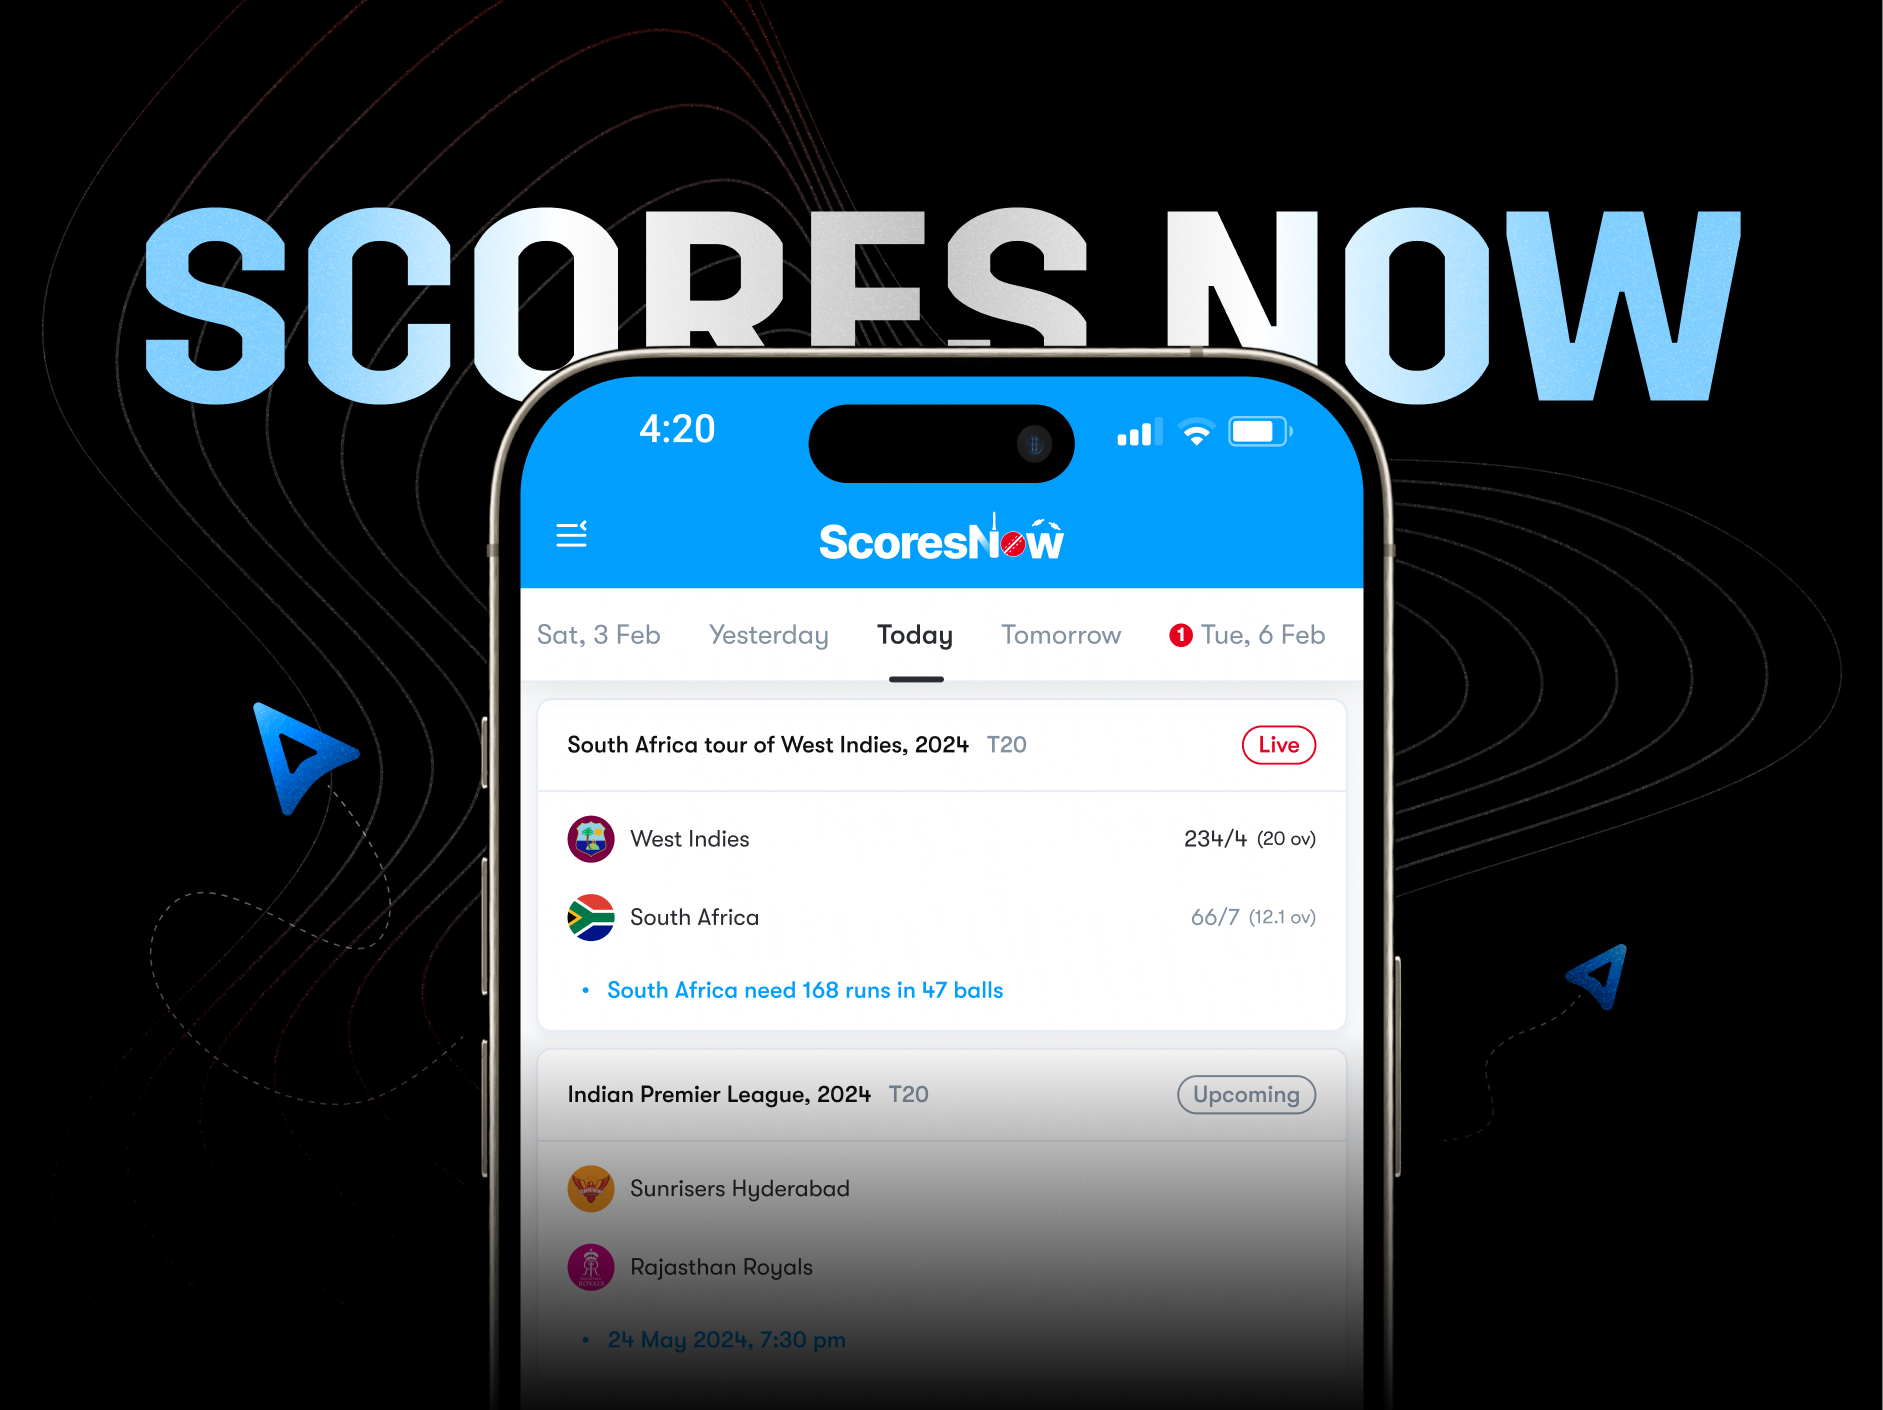 SCORES NOW
4:20
ScoresNow
Sat, 3 Feb Yesterday Today Tomorrow 1 Tue, 6 Feb
South Africa tour of West Indies, 2024 T20 Live
West Indies 234/4 (20 ov)
South Africa 66/7 (12.1 ov)
• South Africa need 168 runs in 47 balls
Indian Premier League, 2024 T20 Upcoming
Sunrisers Hyderabad
ROYALS
Rajasthan Royals
• 24 May 2024, 7:30 pm